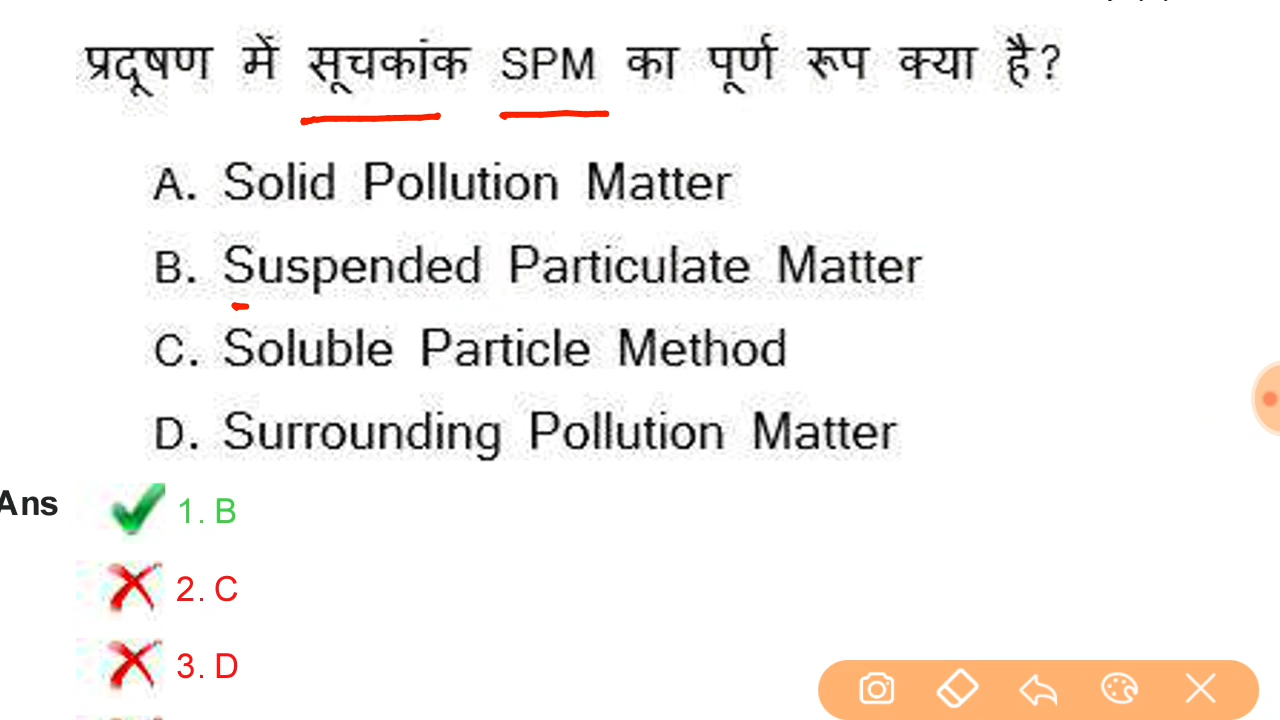 प्रदूषण में सूचकांक SPM का पूर्ण रूप क्या है?
A. Solid Pollution Matter
B. Suspended Particulate Matter
C. Soluble Particle Method
D. Surrounding Pollution Matter
Ans
1. B
2. C
3. D